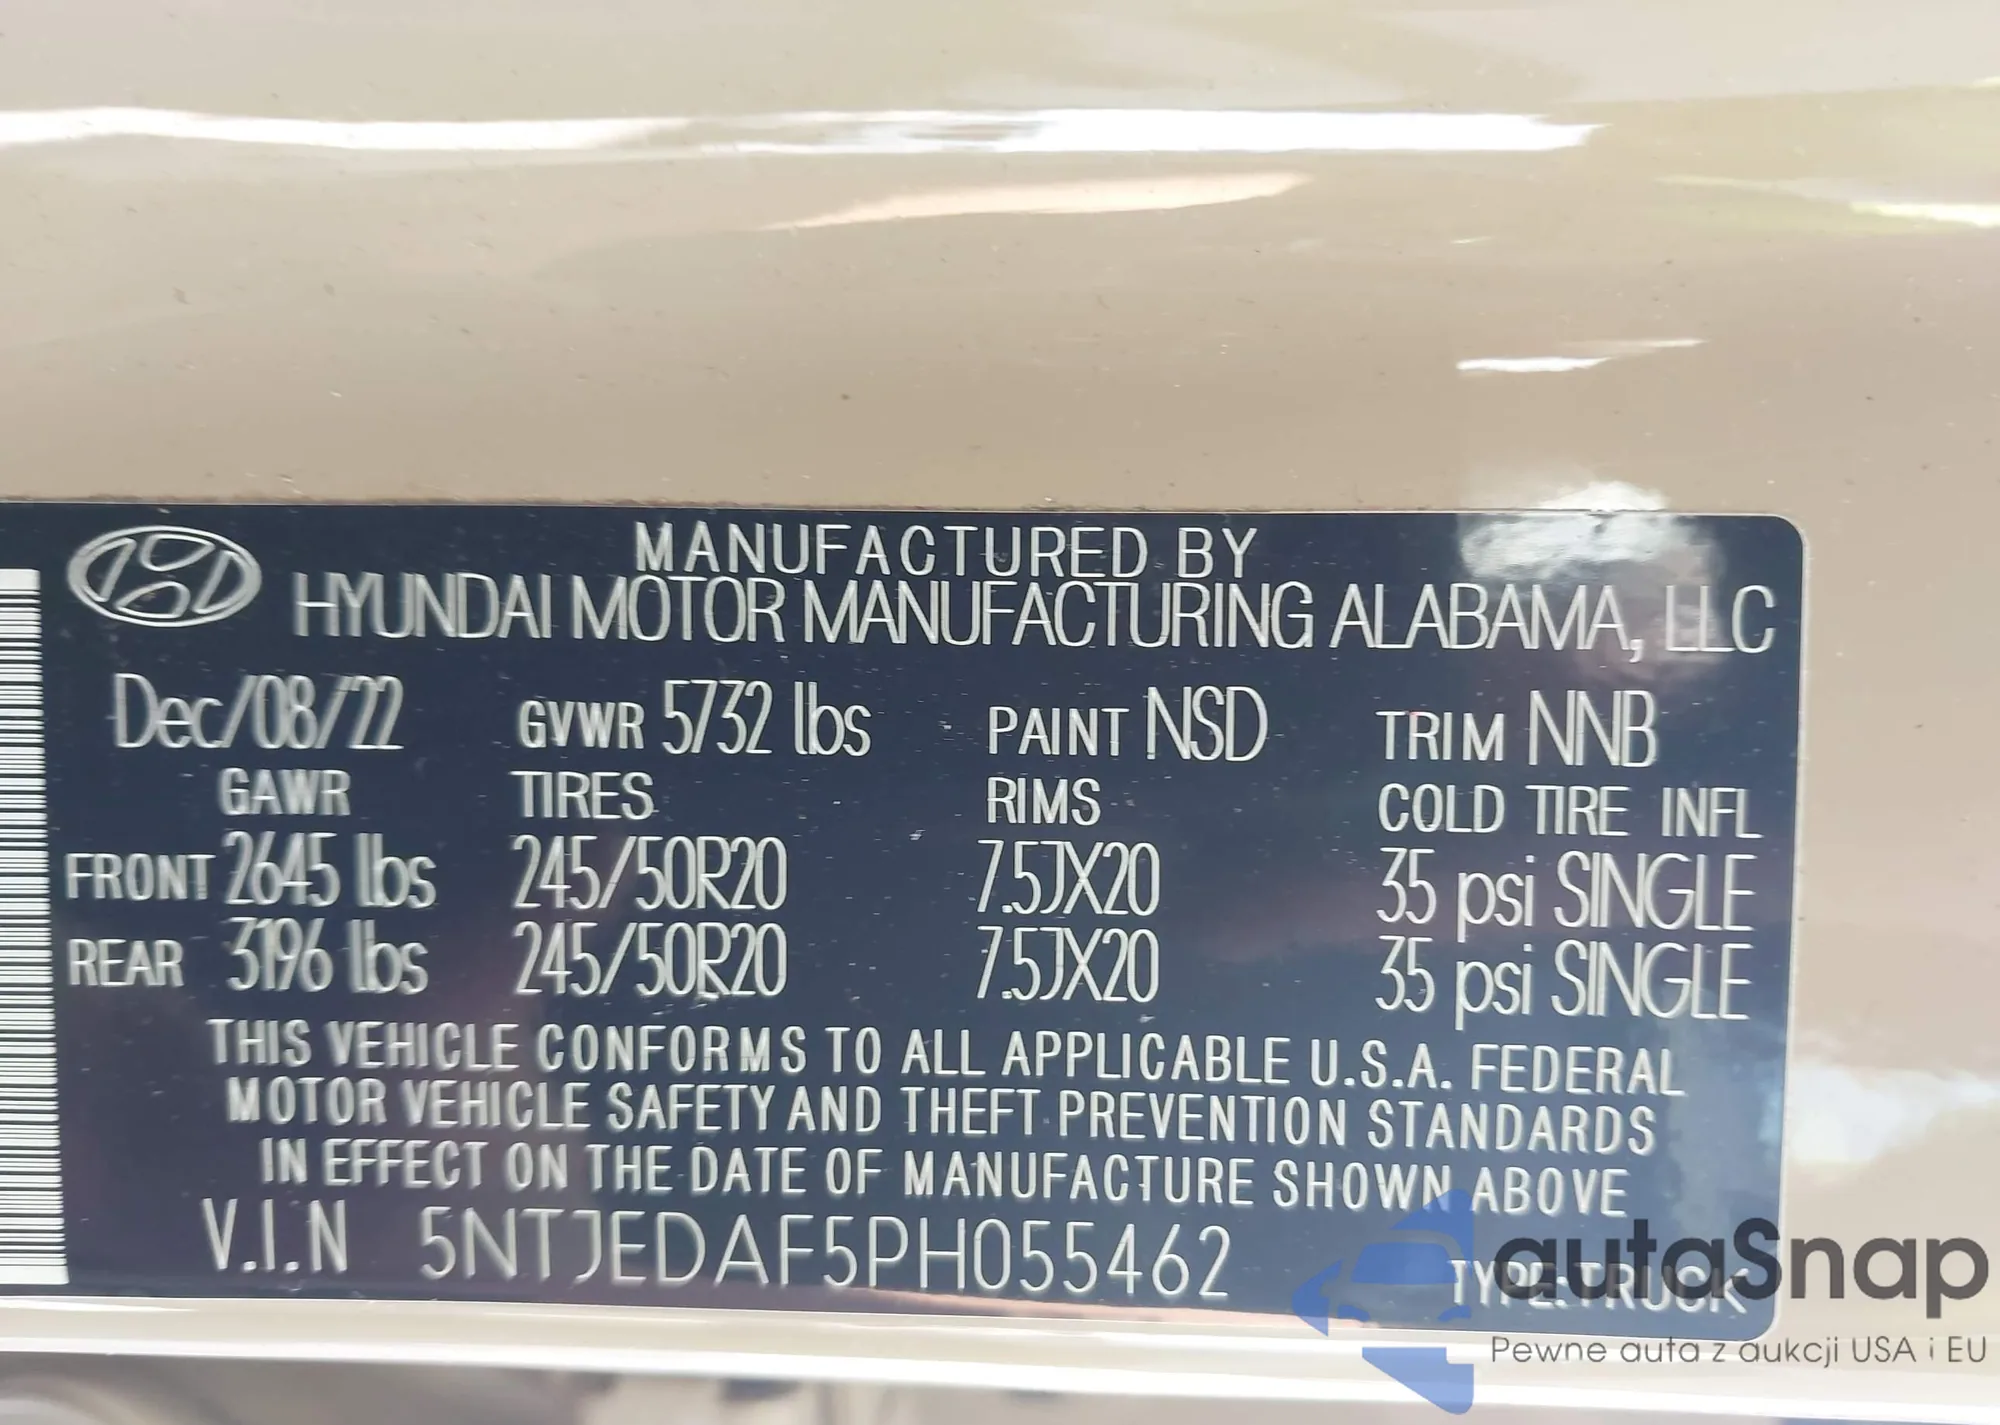 MANUFACTURED BY
HYUNDAI MOTOR MANUFACTURING ALABAMA, LLC
Dec/08/22 GVWR 5732 lbs PAINT NSD TRIM NNB
GAWR TIRES RIMS COLD TIRE INFL
FRONT 2645 lbs 245/50R20 7.5JX20 35 psi SINGLE
REAR 3196 lbs 245/50R20 7.5JX20 35 psi SINGLE
THIS VEHICLE CONFORMS TO ALL APPLICABLE U.S.A. FEDERAL
MOTOR VEHICLE SAFETY AND THEFT PREVENTION STANDARDS
IN EFFECT ON THE DATE OF MANUFACTURE SHOWN ABOVE
V.I.N 5NTJEDAF5PH055462 TYPE:TRUCK
autaSnap
Pewne auta z aukcji USA i EU